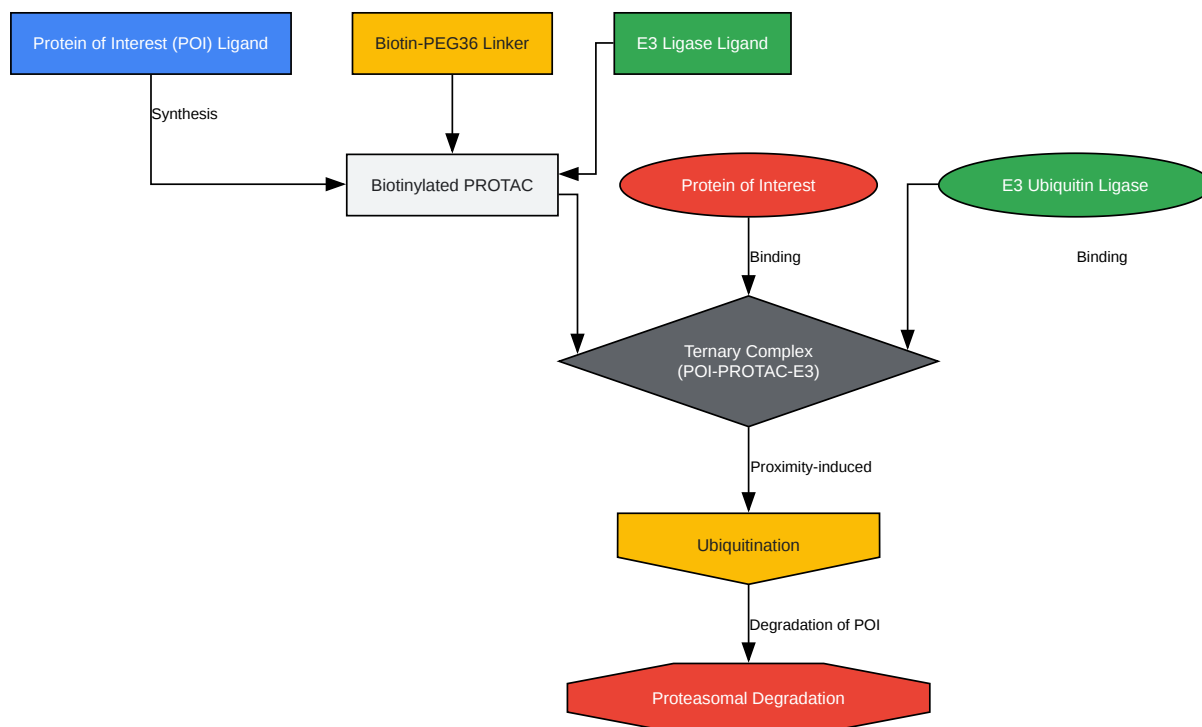 Protein of Interest (POI) Ligand
Biotin-PEG36 Linker
E3 Ligase Ligand
Synthesis
Biotinylated PROTAC
Protein of Interest
E3 Ubiquitin Ligase
Binding
Binding
Ternary Complex
(POI-PROTAC-E3)
Proximity-induced
Ubiquitination
Degradation of POI
Proteasomal Degradation